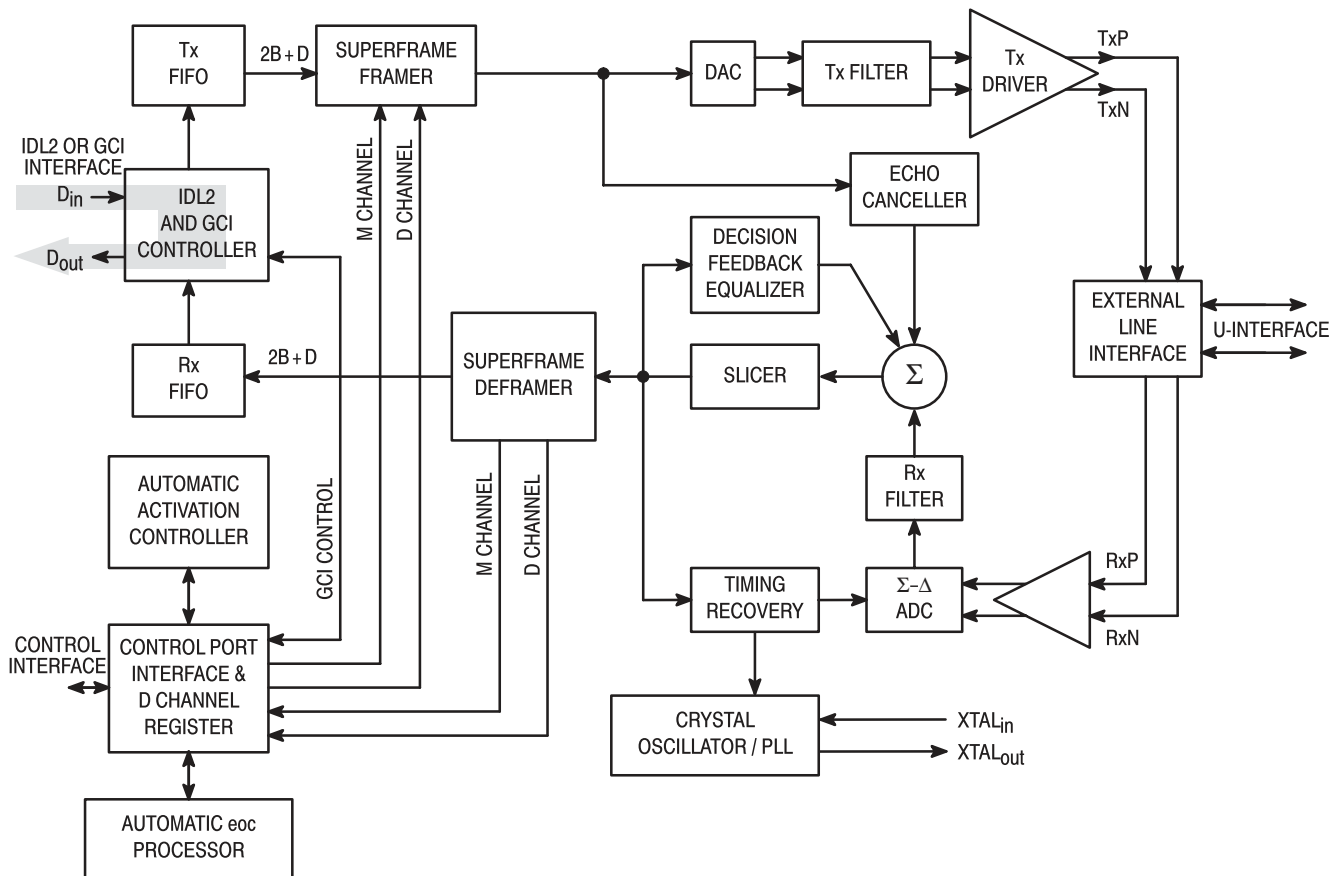 Tx
FIFO
2B+D
SUPERFRAME
FRAMER
DAC
Tx FILTER
Tx
DRIVER
TxP
TxN
IDL2 OR GCI
INTERFACE
Din
Dout
IDL2
AND GCI
CONTROLLER
M CHANNEL
D CHANNEL
ECHO
CANCELLER
DECISION
FEEDBACK
EQUALIZER
EXTERNAL
LINE
INTERFACE
U-INTERFACE
Rx
FIFO
2B+D
SUPERFRAME
DEFRAMER
SLICER
Σ
Rx
FILTER
AUTOMATIC
ACTIVATION
CONTROLLER
GCI CONTROL
M CHANNEL
D CHANNEL
TIMING
RECOVERY
Σ–Δ
ADC
RxP
RxN
CONTROL
INTERFACE
CONTROL PORT
INTERFACE &
D CHANNEL
REGISTER
CRYSTAL
OSCILLATOR / PLL
XTALin
XTALout
AUTOMATIC eoc
PROCESSOR